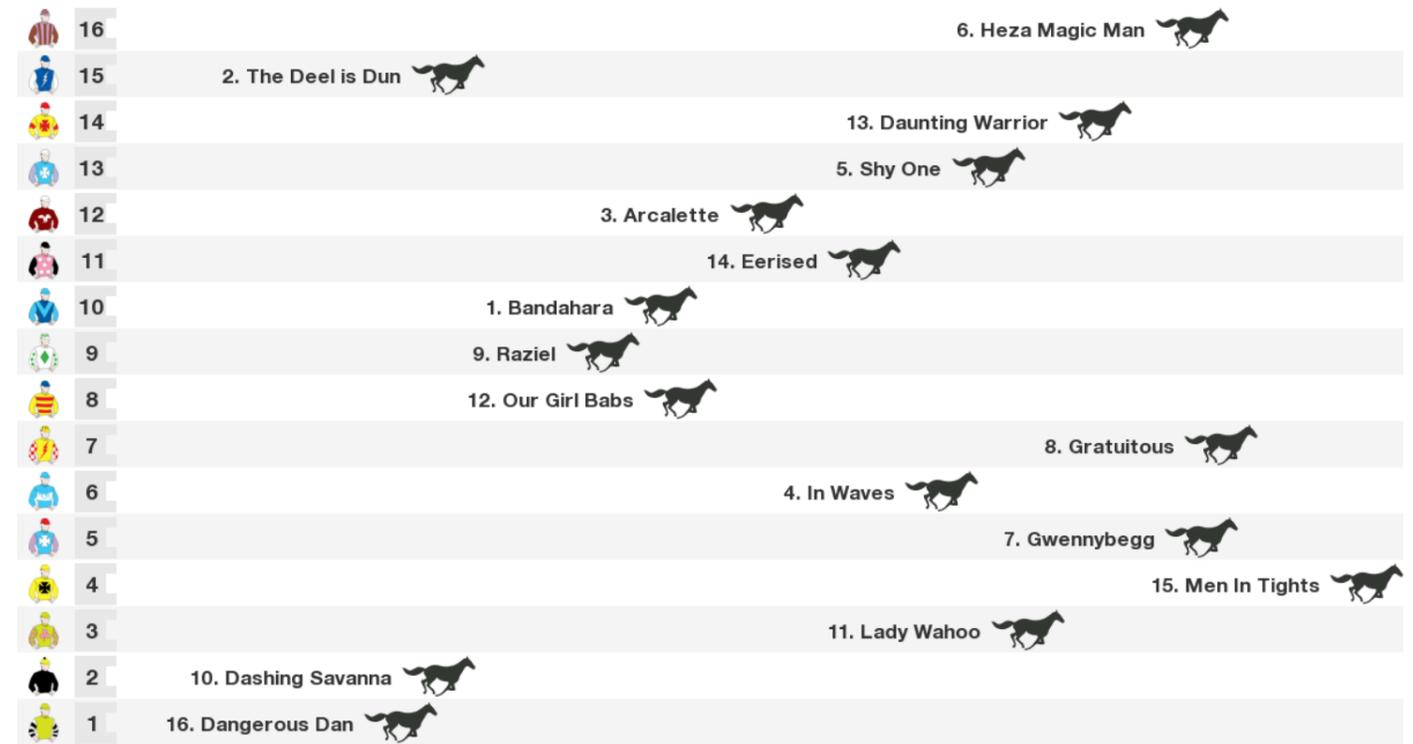 16 6. Heza Magic Man
15 2. The Deel is Dun
14 13. Daunting Warrior
13 5. Shy One
12 3. Arcalette
11 14. Eerised
10 1. Bandahara
9 9. Raziel
8 12. Our Girl Babs
7 8. Gratuitous
6 4. In Waves
5 7. Gwennybegg
4 15. Men In Tights
3 11. Lady Wahoo
2 10. Dashing Savanna
1 16. Dangerous Dan